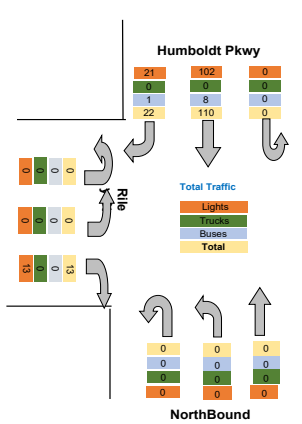 Humboldt Pkwy
21 102 0
0 0 0
1 8 0
22 110 0
0 0 0 0
Rile
y
0 0 0 0
13 0 0 13
Total Traffic
Lights
Trucks
Buses
Total
0 0 0
0 0 0
0 0 0
0 0 0
NorthBound